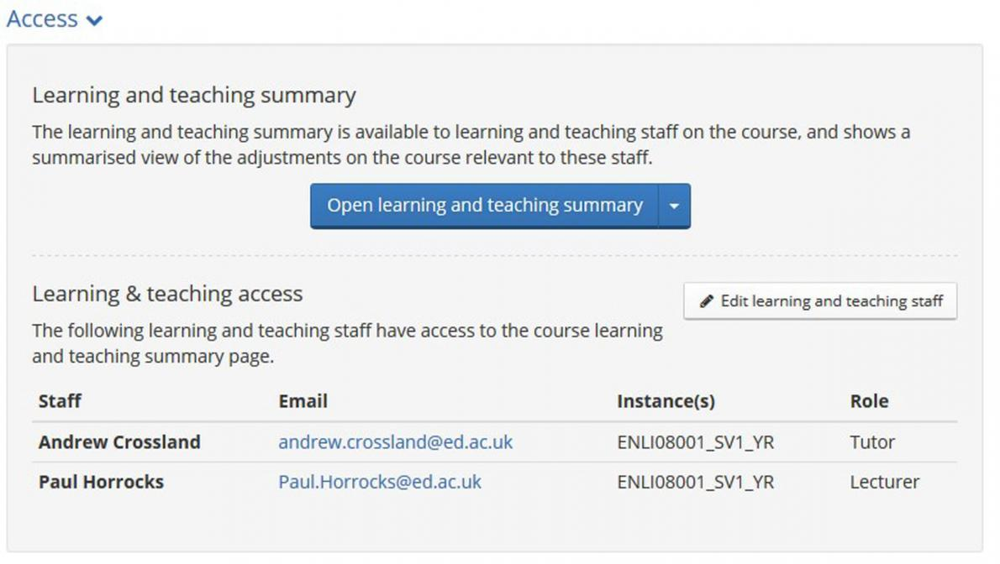 Access
Learning and teaching summary
The learning and teaching summary is available to learning and teaching staff on the course, and shows a
summarised view of the adjustments on the course relevant to these staff.
Open learning and teaching summary
Learning & teaching access
Edit learning and teaching staff
The following learning and teaching staff have access to the course learning
and teaching summary page.
Staff Email Instance(s) Role
Andrew Crossland andrew.crossland@ed.ac.uk ENLI08001_SV1_YR Tutor
Paul Horrocks Paul.Horrocks@ed.ac.uk ENLI08001_SV1_YR Lecturer